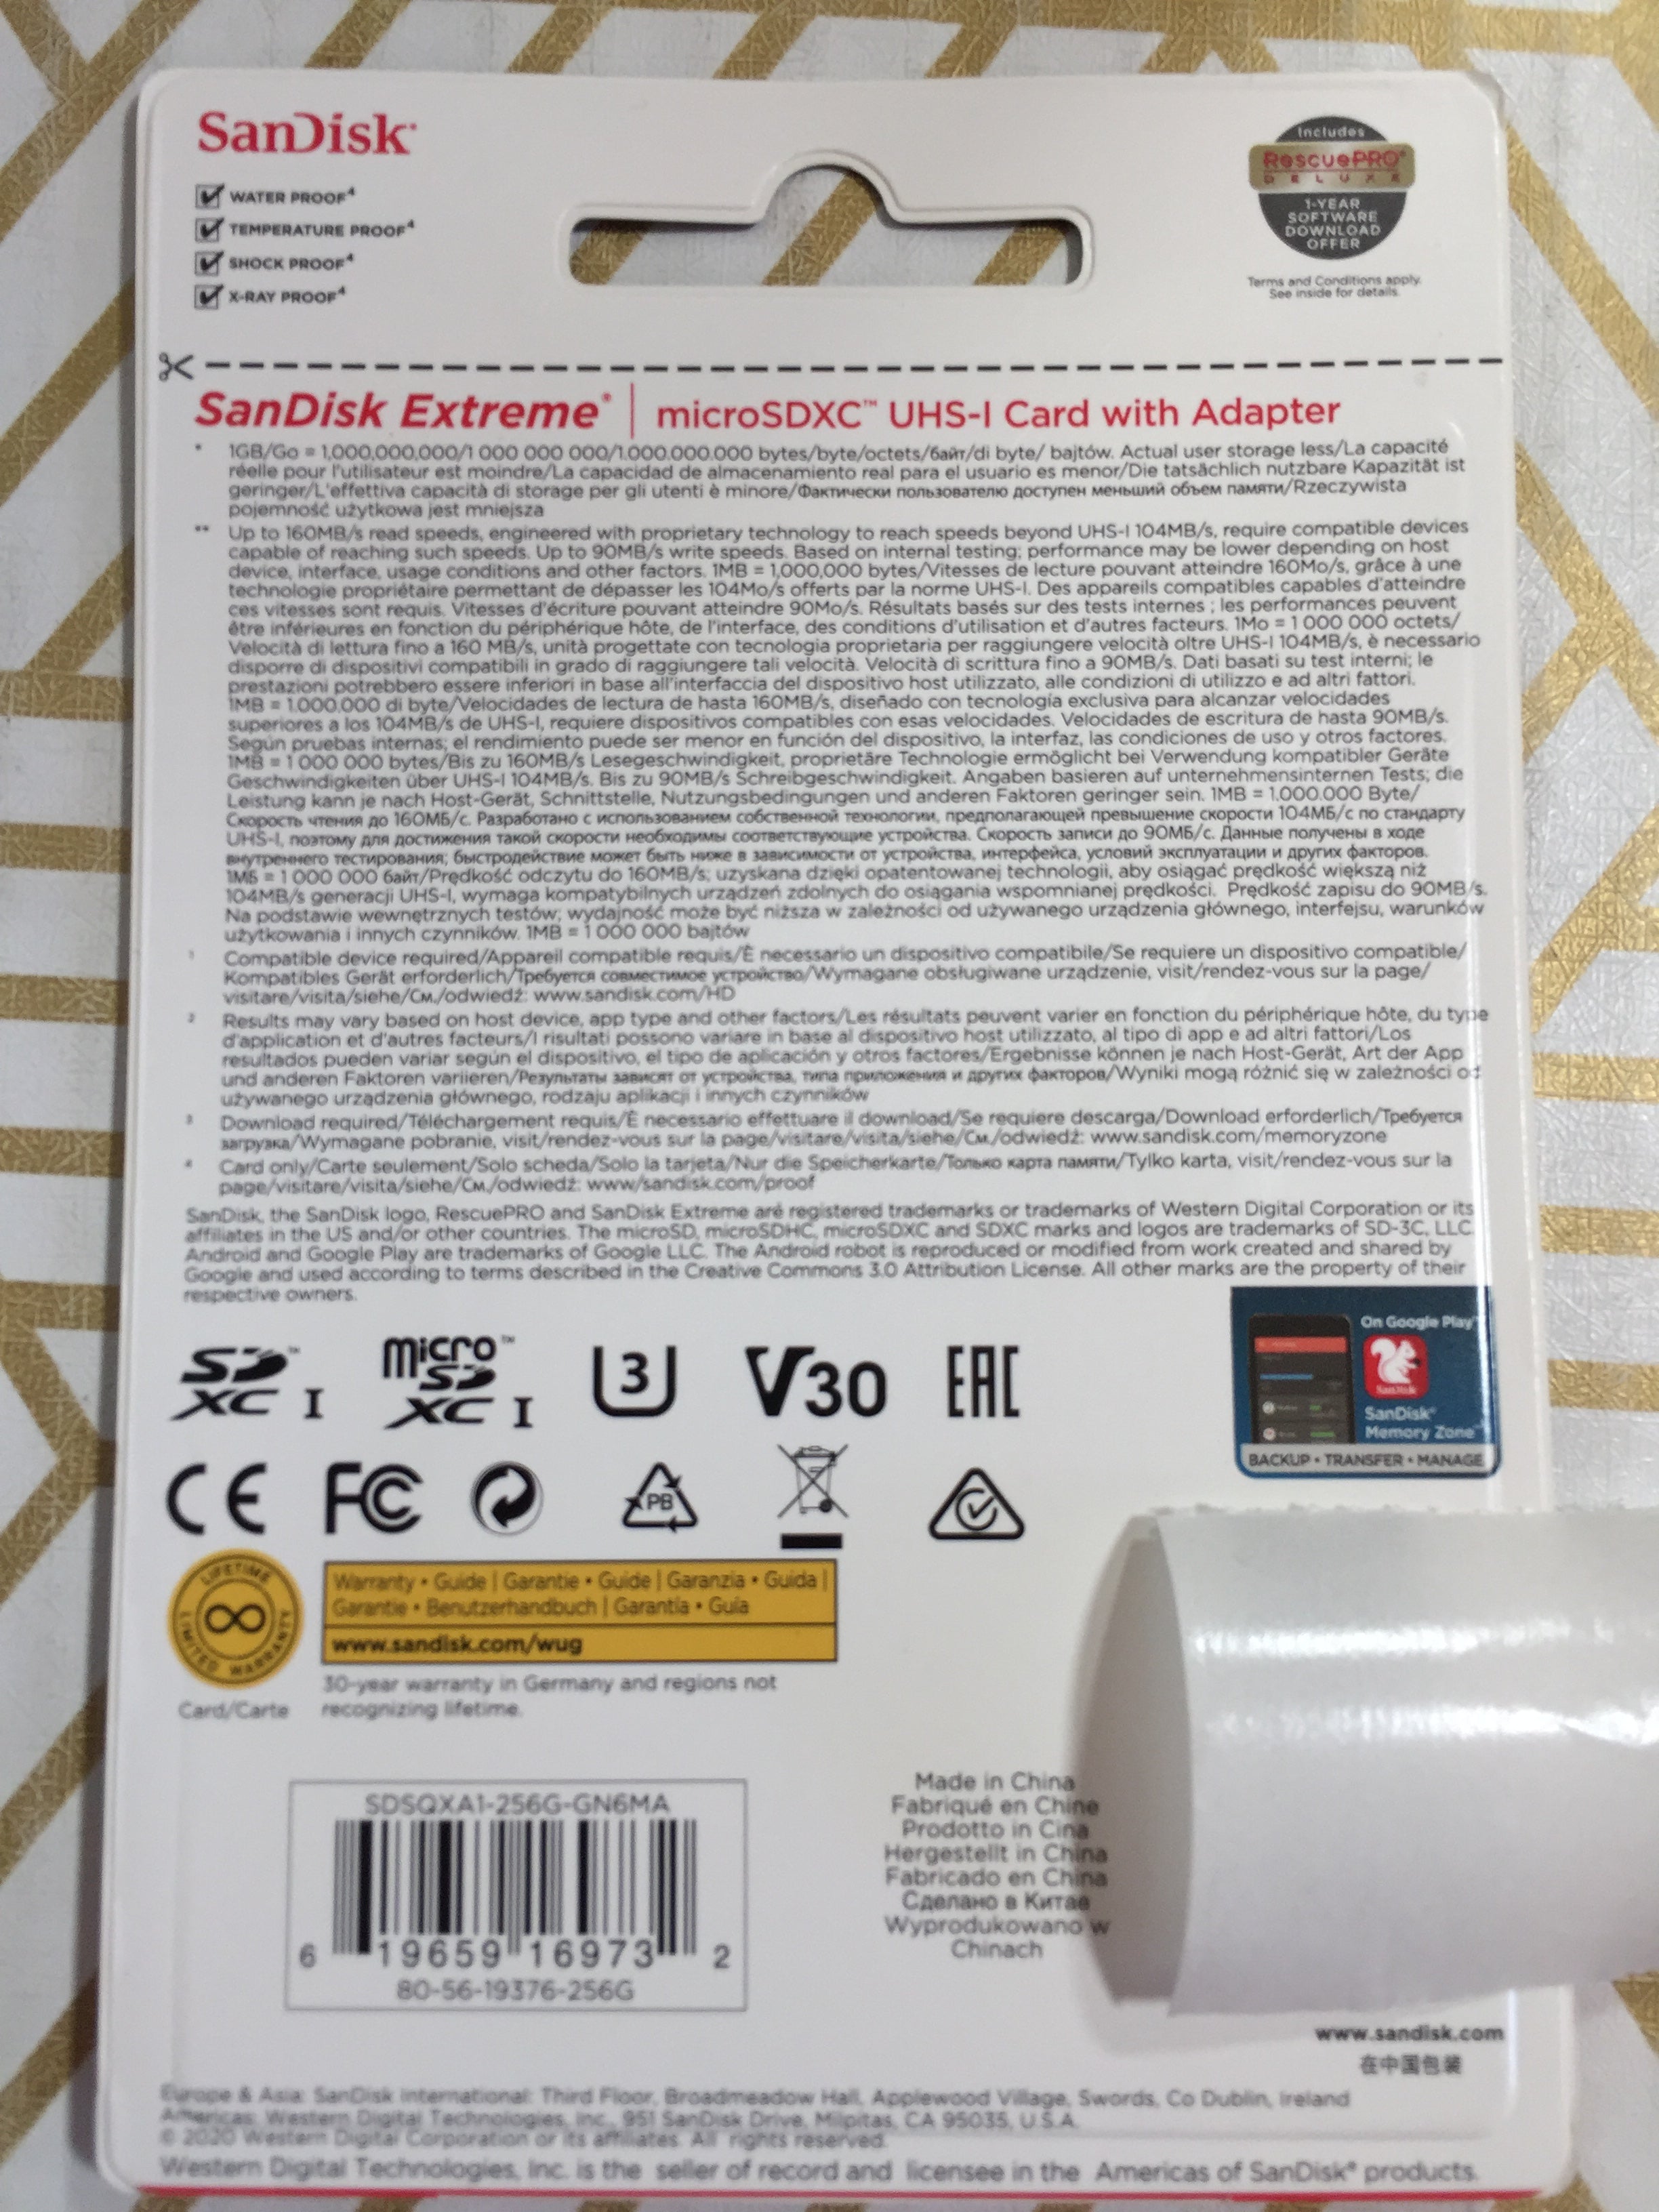 SanDisk®
WATER PROOF⁴
TEMPERATURE PROOF⁴
SHOCK PROOF⁴
X-RAY PROOF⁴
Includes
RescuePRO®
DELUXE
1-YEAR
SOFTWARE
DOWNLOAD
OFFER
Terms and Conditions apply.
See inside for details.
SanDisk Extreme® | microSDXC™ UHS-I Card with Adapter
* 1GB/Go = 1,000,000,000/1 000 000 000/1.000.000.000 bytes/byte/octets/байт/di byte/ bajtów. Actual user storage less/La capacité
réelle pour l'utilisateur est moindre/La capacidad de almacenamiento real para el usuario es menor/Die tatsächlich nutzbare Kapazität ist
geringer/L'effettiva capacità di storage per gli utenti è minore/Фактически пользователю доступен меньший объем памяти/Rzeczywista
pojemność użytkowa jest mniejsza
** Up to 160MB/s read speeds, engineered with proprietary technology to reach speeds beyond UHS-I 104MB/s, require compatible devices
capable of reaching such speeds. Up to 90MB/s write speeds. Based on internal testing; performance may be lower depending on host
device, interface, usage conditions and other factors. 1MB = 1,000,000 bytes/Vitesses de lecture pouvant atteindre 160Mo/s, grâce à une
technologie propriétaire permettant de dépasser les 104Mo/s offerts par la norme UHS-I. Des appareils compatibles capables d'atteindre
ces vitesses sont requis. Vitesses d'écriture pouvant atteindre 90Mo/s. Résultats basés sur des tests internes ; les performances peuvent
être inférieures en fonction du périphérique hôte, de l'interface, des conditions d'utilisation et d'autres facteurs. 1Mo = 1 000 000 octets/
Velocità di lettura fino a 160 MB/s, unità progettate con tecnologia proprietaria per raggiungere velocità oltre UHS-I 104MB/s, è necessario
disporre di dispositivi compatibili in grado di raggiungere tali velocità. Velocità di scrittura fino a 90MB/s. Dati basati su test interni; le
prestazioni potrebbero essere inferiori in base all'interfaccia del dispositivo host utilizzato, alle condizioni di utilizzo e ad altri fattori.
1MB = 1.000.000 di byte/Velocidades de lectura de hasta 160MB/s, diseñado con tecnología exclusiva para alcanzar velocidades
superiores a los 104MB/s de UHS-I, requiere dispositivos compatibles con esas velocidades. Velocidades de escritura de hasta 90MB/s.
Según pruebas internas; el rendimiento puede ser menor en función del dispositivo, la interfaz, las condiciones de uso y otros factores.
1MB = 1 000 000 bytes/Bis zu 160MB/s Lesegeschwindigkeit, proprietäre Technologie ermöglicht bei Verwendung kompatibler Geräte
Geschwindigkeiten über UHS-I 104MB/s. Bis zu 90MB/s Schreibgeschwindigkeit. Angaben basieren auf unternehmensinternen Tests; die
Leistung kann je nach Host-Gerät, Schnittstelle, Nutzungsbedingungen und anderen Faktoren geringer sein. 1MB = 1.000.000 Byte/
Скорость чтения до 160МБ/с. Разработано с использованием собственной технологии, предполагающей превышение скорости 104МБ/с по стандарту
UHS-I, поэтому для достижения такой скорости необходимы соответствующие устройства. Скорость записи до 90МБ/с. Данные получены в ходе
внутреннего тестирования; быстродействие может быть ниже в зависимости от устройства, интерфейса, условий эксплуатации и других факторов.
1МБ = 1 000 000 байт/Prędkość odczytu do 160MB/s; uzyskana dzięki opatentowanej technologii, aby osiągać prędkość większą niż
104MB/s generacji UHS-I, wymaga kompatybilnych urządzeń zdolnych do osiągania wspomnianej prędkości. Prędkość zapisu do 90MB/s.
Na podstawie wewnętrznych testów; wydajność może być niższa w zależności od używanego urządzenia głównego, interfejsu, warunków
użytkowania i innych czynników. 1MB = 1 000 000 bajtów
¹ Compatible device required/Appareil compatible requis/È necessario un dispositivo compatibile/Se requiere un dispositivo compatible/
Kompatibles Gerät erforderlich/Требуется совместимое устройство/Wymagane obsługiwane urządzenie, visit/rendez-vous sur la page/
visitare/visita/siehe/См./odwiedź: www.sandisk.com/HD
² Results may vary based on host device, app type and other factors/Les résultats peuvent varier en fonction du périphérique hôte, du type
d'application et d'autres facteurs/I risultati possono variare in base al dispositivo host utilizzato, al tipo di app e ad altri fattori/Los
resultados pueden variar según el dispositivo, el tipo de aplicación y otros factores/Ergebnisse können je nach Host-Gerät, Art der App
und anderen Faktoren variieren/Результаты зависят от устройства, типа приложения и других факторов/Wyniki mogą różnić się w zależności od
używanego urządzenia głównego, rodzaju aplikacji i innych czynników
³ Download required/Téléchargement requis/È necessario effettuare il download/Se requiere descarga/Download erforderlich/Требуется
загрузка/Wymagane pobranie, visit/rendez-vous sur la page/visitare/visita/siehe/См./odwiedź: www.sandisk.com/memoryzone
⁴ Card only/Carte seulement/Solo scheda/Solo la tarjeta/Nur die Speicherkarte/Только карта памяти/Tylko karta, visit/rendez-vous sur la
page/visitare/visita/siehe/См./odwiedź: www/sandisk.com/proof
SanDisk, the SanDisk logo, RescuePRO and SanDisk Extreme are registered trademarks or trademarks of Western Digital Corporation or its
affiliates in the US and/or other countries. The microSD, microSDHC, microSDXC and SDXC marks and logos are trademarks of SD-3C, LLC.
Android and Google Play are trademarks of Google LLC. The Android robot is reproduced or modified from work created and shared by
Google and used according to terms described in the Creative Commons 3.0 Attribution License. All other marks are the property of their
respective owners.
On Google Play™
SanDisk
SanDisk®
Memory Zone™
BACKUP • TRANSFER • MANAGE
SD XC I™
micro SD XC I™
U3
V30
EAC
CE
FC
PB
LIFETIME
LIMITED WARRANTY
Card/Carte
Warranty • Guide | Garantie • Guide | Garanzia • Guida |
Garantie • Benutzerhandbuch | Garantía • Guía
www.sandisk.com/wug
30-year warranty in Germany and regions not
recognizing lifetime.
SDSQXA1-256G-GN6MA
6 19659 16973 2
80-56-19376-256G
Made in China
Fabriqué en Chine
Prodotto in Cina
Hergestellt in China
Fabricado en China
Сделано в Китае
Wyprodukowano w
Chinach
www.sandisk.com
在中国包装
Europe & Asia: SanDisk International: Third Floor, Broadmeadow Hall, Applewood Village, Swords, Co Dublin, Ireland
Americas: Western Digital Technologies, Inc., 951 SanDisk Drive, Milpitas, CA 95035, U.S.A.
© 2020 Western Digital Corporation or its affiliates. All rights reserved.
Western Digital Technologies, Inc. is the seller of record and licensee in the Americas of SanDisk® products.